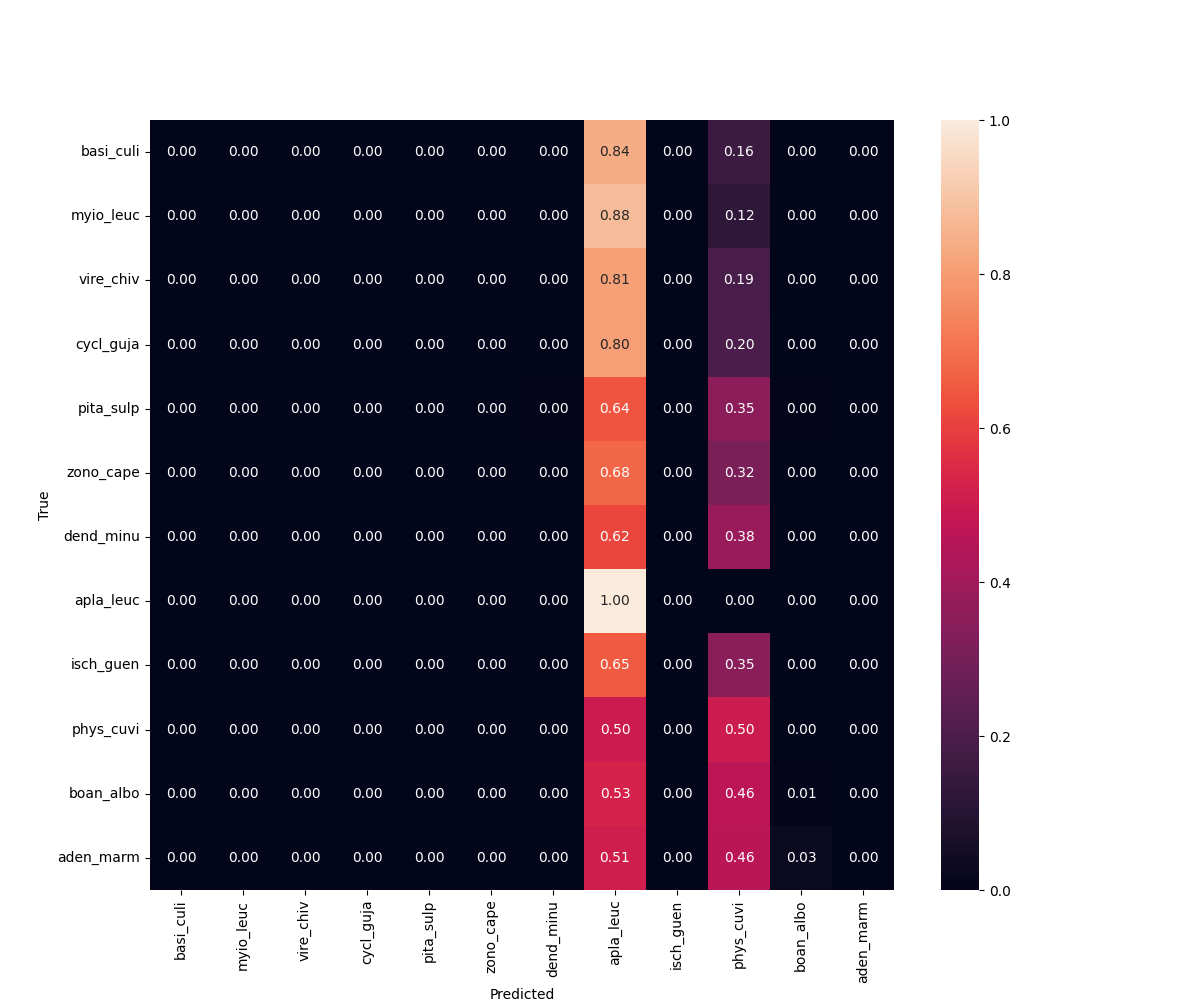 basi_culi 0.00 0.00 0.00 0.00 0.00 0.00 0.00 0.84 0.00 0.16 0.00 0.00
myio_leuc 0.00 0.00 0.00 0.00 0.00 0.00 0.00 0.88 0.00 0.12 0.00 0.00
vire_chiv 0.00 0.00 0.00 0.00 0.00 0.00 0.00 0.81 0.00 0.19 0.00 0.00
cycl_guja 0.00 0.00 0.00 0.00 0.00 0.00 0.00 0.80 0.00 0.20 0.00 0.00
pita_sulp 0.00 0.00 0.00 0.00 0.00 0.00 0.00 0.64 0.00 0.35 0.00 0.00
zono_cape 0.00 0.00 0.00 0.00 0.00 0.00 0.00 0.68 0.00 0.32 0.00 0.00
dend_minu 0.00 0.00 0.00 0.00 0.00 0.00 0.00 0.62 0.00 0.38 0.00 0.00
apla_leuc 0.00 0.00 0.00 0.00 0.00 0.00 0.00 1.00 0.00 0.00 0.00 0.00
isch_guen 0.00 0.00 0.00 0.00 0.00 0.00 0.00 0.65 0.00 0.35 0.00 0.00
phys_cuvi 0.00 0.00 0.00 0.00 0.00 0.00 0.00 0.50 0.00 0.50 0.00 0.00
boan_albo 0.00 0.00 0.00 0.00 0.00 0.00 0.00 0.53 0.00 0.46 0.01 0.00
aden_marm 0.00 0.00 0.00 0.00 0.00 0.00 0.00 0.51 0.00 0.46 0.03 0.00
True
basi_culi
myio_leuc
vire_chiv
cycl_guja
pita_sulp
zono_cape
dend_minu
apla_leuc
isch_guen
phys_cuvi
boan_albo
aden_marm
Predicted
1.0
0.8
0.6
0.4
0.2
0.0